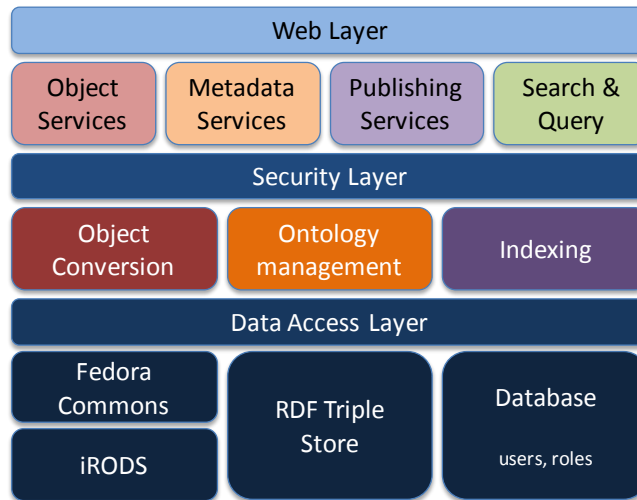 Web Layer
Object
Services
Metadata
Services
Publishing
Services
Search &
Query
Security Layer
Object
Conversion
Ontology
management
Indexing
Data Access Layer
Fedora
Commons
iRODS
RDF Triple
Store
Database
users, roles